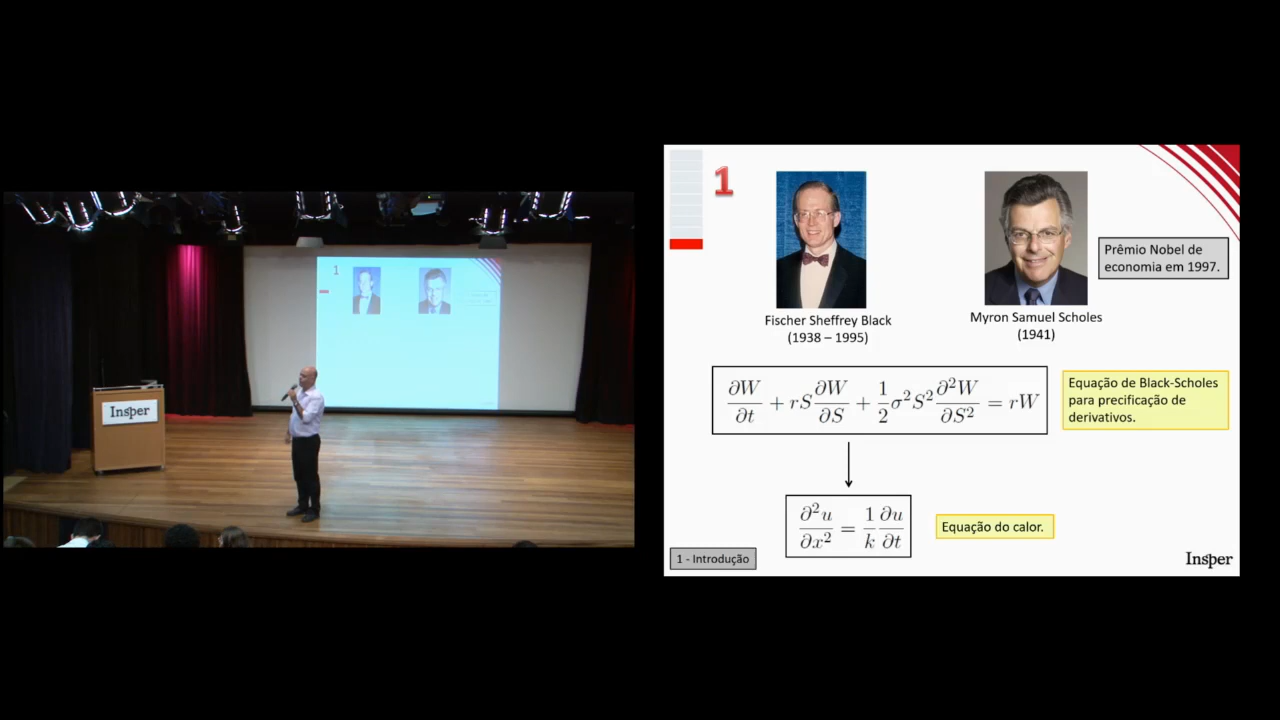 Insper
1
1
Fischer Sheffrey Black
(1938 – 1995)
Myron Samuel Scholes
(1941)
Prêmio Nobel de
economia em 1997.
∂W/∂t + rS ∂W/∂S + 1/2 σ²S² ∂²W/∂S² = rW
Equação de Black-Scholes
para precificação de
derivativos.
∂²u/∂x² = 1/k ∂u/∂t
Equação do calor.
1 - Introdução
Insper